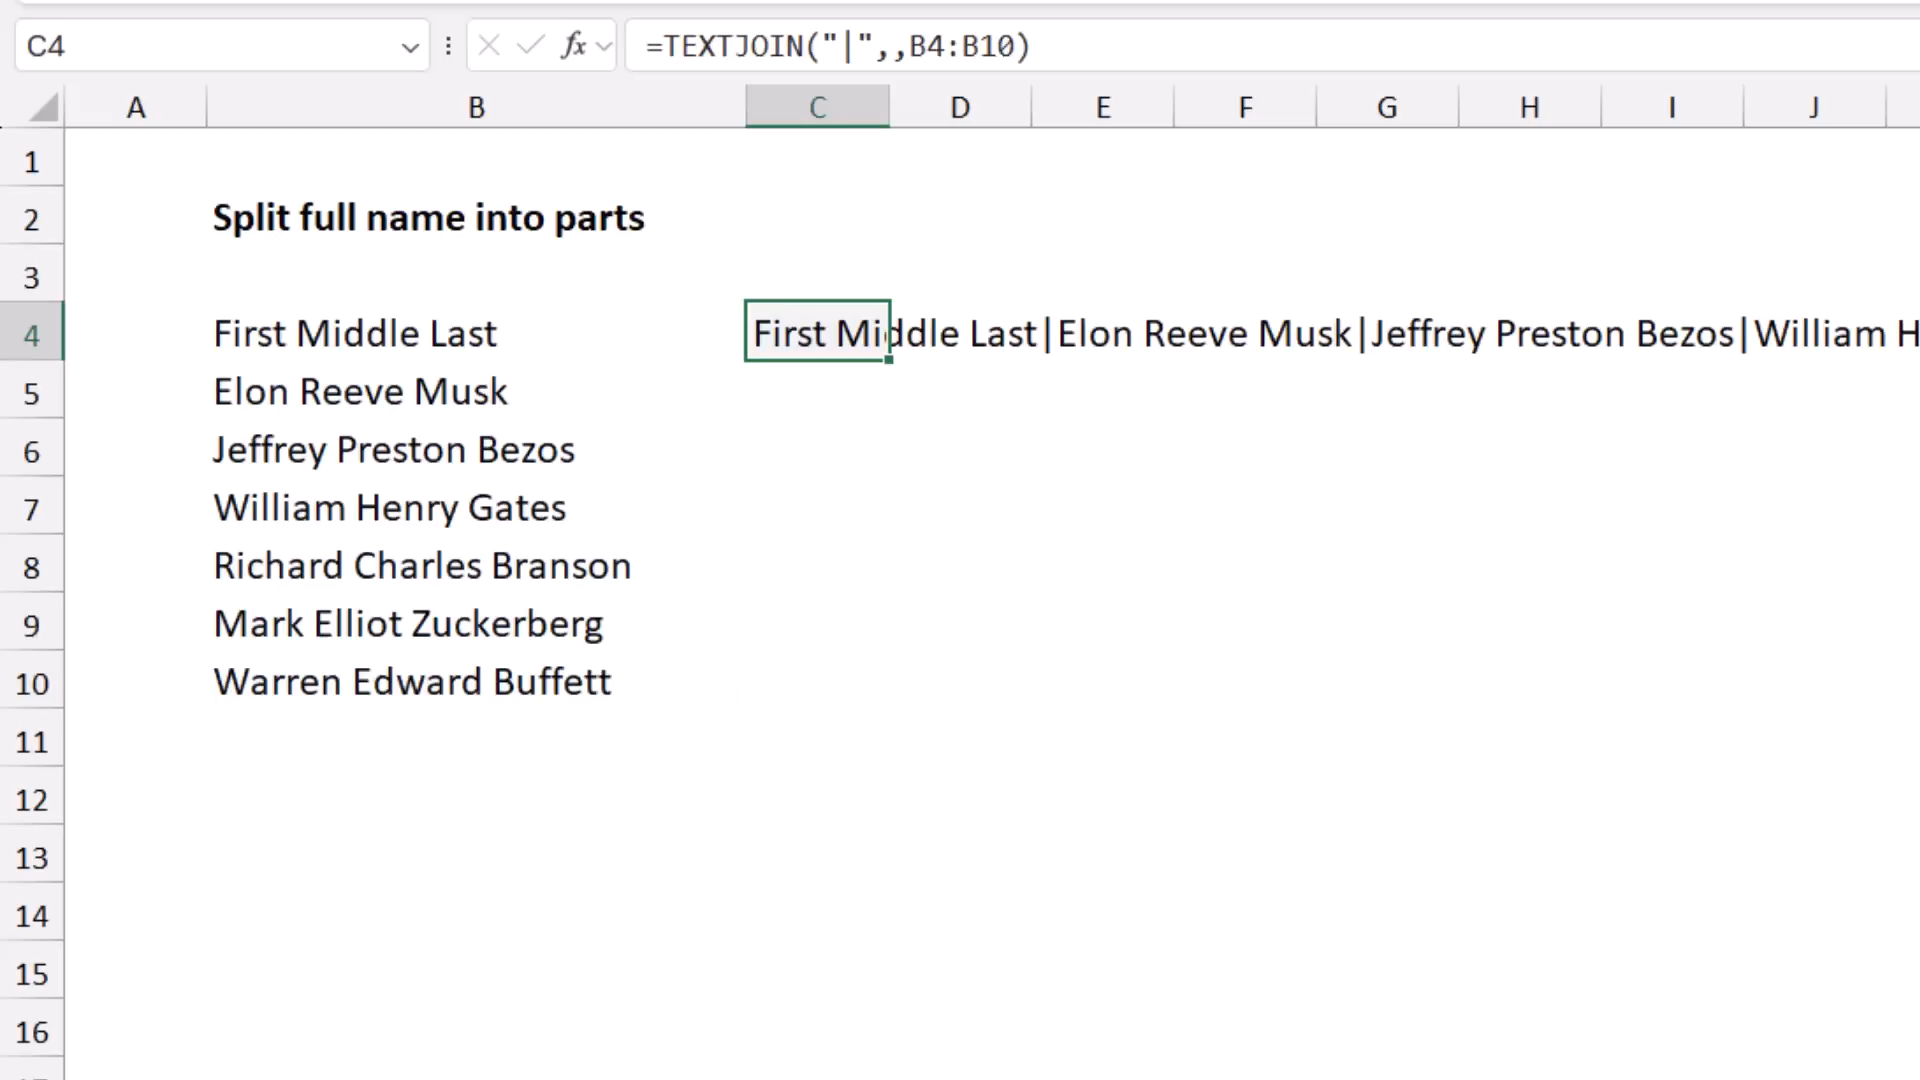 C4 fx =TEXTJOIN("|",,B4:B10)
A B C D E F G H I J
1
2 Split full name into parts
3
4 First Middle Last First Middle Last|Elon Reeve Musk|Jeffrey Preston Bezos|William H
5 Elon Reeve Musk
6 Jeffrey Preston Bezos
7 William Henry Gates
8 Richard Charles Branson
9 Mark Elliot Zuckerberg
10 Warren Edward Buffett
11
12
13
14
15
16